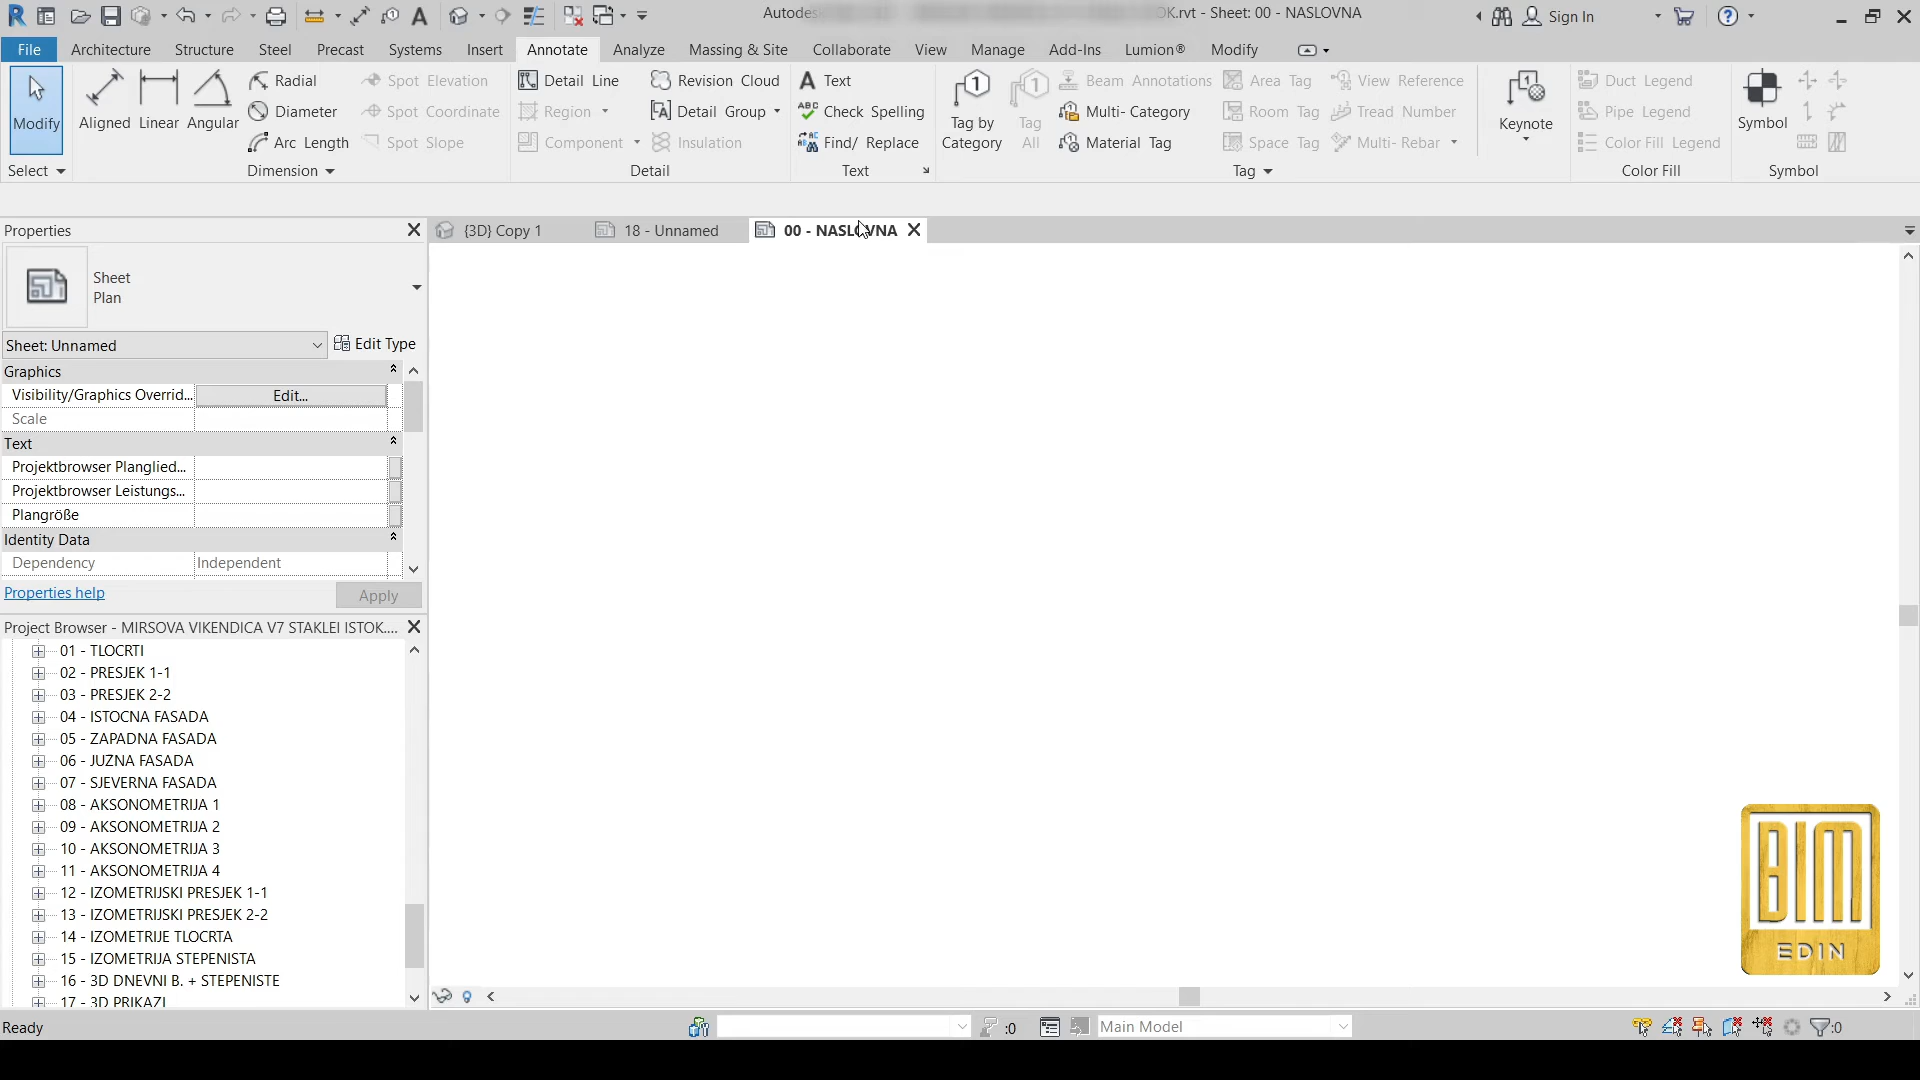 Autodes OK.rvt - Sheet: 00 - NASLOVNA Sign In
File Architecture Structure Steel Precast Systems Insert Annotate Analyze Massing & Site Collaborate View Manage Add-Ins Lumion® Modify
Modify
Select
Aligned Linear Angular
Radial
Diameter
Arc Length
Spot Elevation
Spot Coordinate
Spot Slope
Dimension
Detail Line
Region
Component
Revision Cloud
Detail Group
Insulation
Detail
Text
Check Spelling
Find/ Replace
Text
Tag by
Category
Tag
All
Beam Annotations
Multi- Category
Material Tag
Area Tag
Room Tag
Space Tag
View Reference
Tread Number
Multi- Rebar
Tag
Keynote
Duct Legend
Pipe Legend
Color Fill Legend
Color Fill
Symbol
Symbol
Properties
{3D} Copy 1
18 - Unnamed
00 - NASLOVNA
Sheet
Plan
Sheet: Unnamed
Edit Type
Graphics
Visibility/Graphics Overrid... Edit...
Scale
Text
Projektbrowser Planglied...
Projektbrowser Leistungs...
Plangröße
Identity Data
Dependency Independent
Properties help
Apply
Project Browser - MIRSOVA VIKENDICA V7 STAKLEI ISTOK....
01 - TLOCRTI
02 - PRESJEK 1-1
03 - PRESJEK 2-2
04 - ISTOCNA FASADA
05 - ZAPADNA FASADA
06 - JUŽNA FASADA
07 - SJEVERNA FASADA
08 - AKSONOMETRIJA 1
09 - AKSONOMETRIJA 2
10 - AKSONOMETRIJA 3
11 - AKSONOMETRIJA 4
12 - IZOMETRIJSKI PRESJEK 1-1
13 - IZOMETRIJSKI PRESJEK 2-2
14 - IZOMETRIJE TLOCRTA
15 - IZOMETRIJA STEPENISTA
16 - 3D DNEVNI B. + STEPENISTE
17 - 3D PRIKAZI
BIM
EDIN
Ready
:0
Main Model
:0